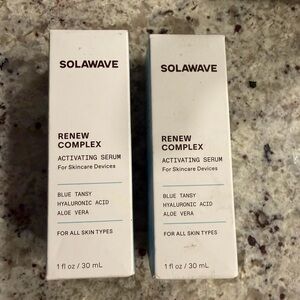 SOLAWAVE
RENEW
COMPLEX
ACTIVATING SERUM
For Skincare Devices
BLUE TANSY
HYALURONIC ACID
ALOE VERA
FOR ALL SKIN TYPES
1 fl oz / 30 mL
SOLAWAVE
RENEW
COMPLEX
ACTIVATING SERUM
For Skincare Devices
BLUE TANSY
HYALURONIC ACID
ALOE VERA
FOR ALL SKIN TYPES
1 fl oz / 30 mL